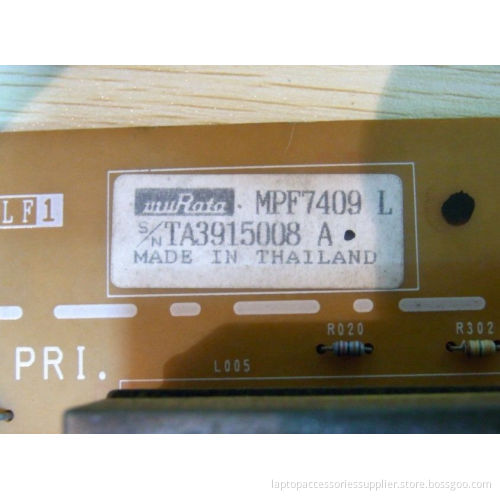 LF1
muRata MPF7409 L
S/N TA3915008 A
MADE IN THAILAND
R020
R302
PRI.
L005
laptopaccessoriessupplier.store.bossgoo.com